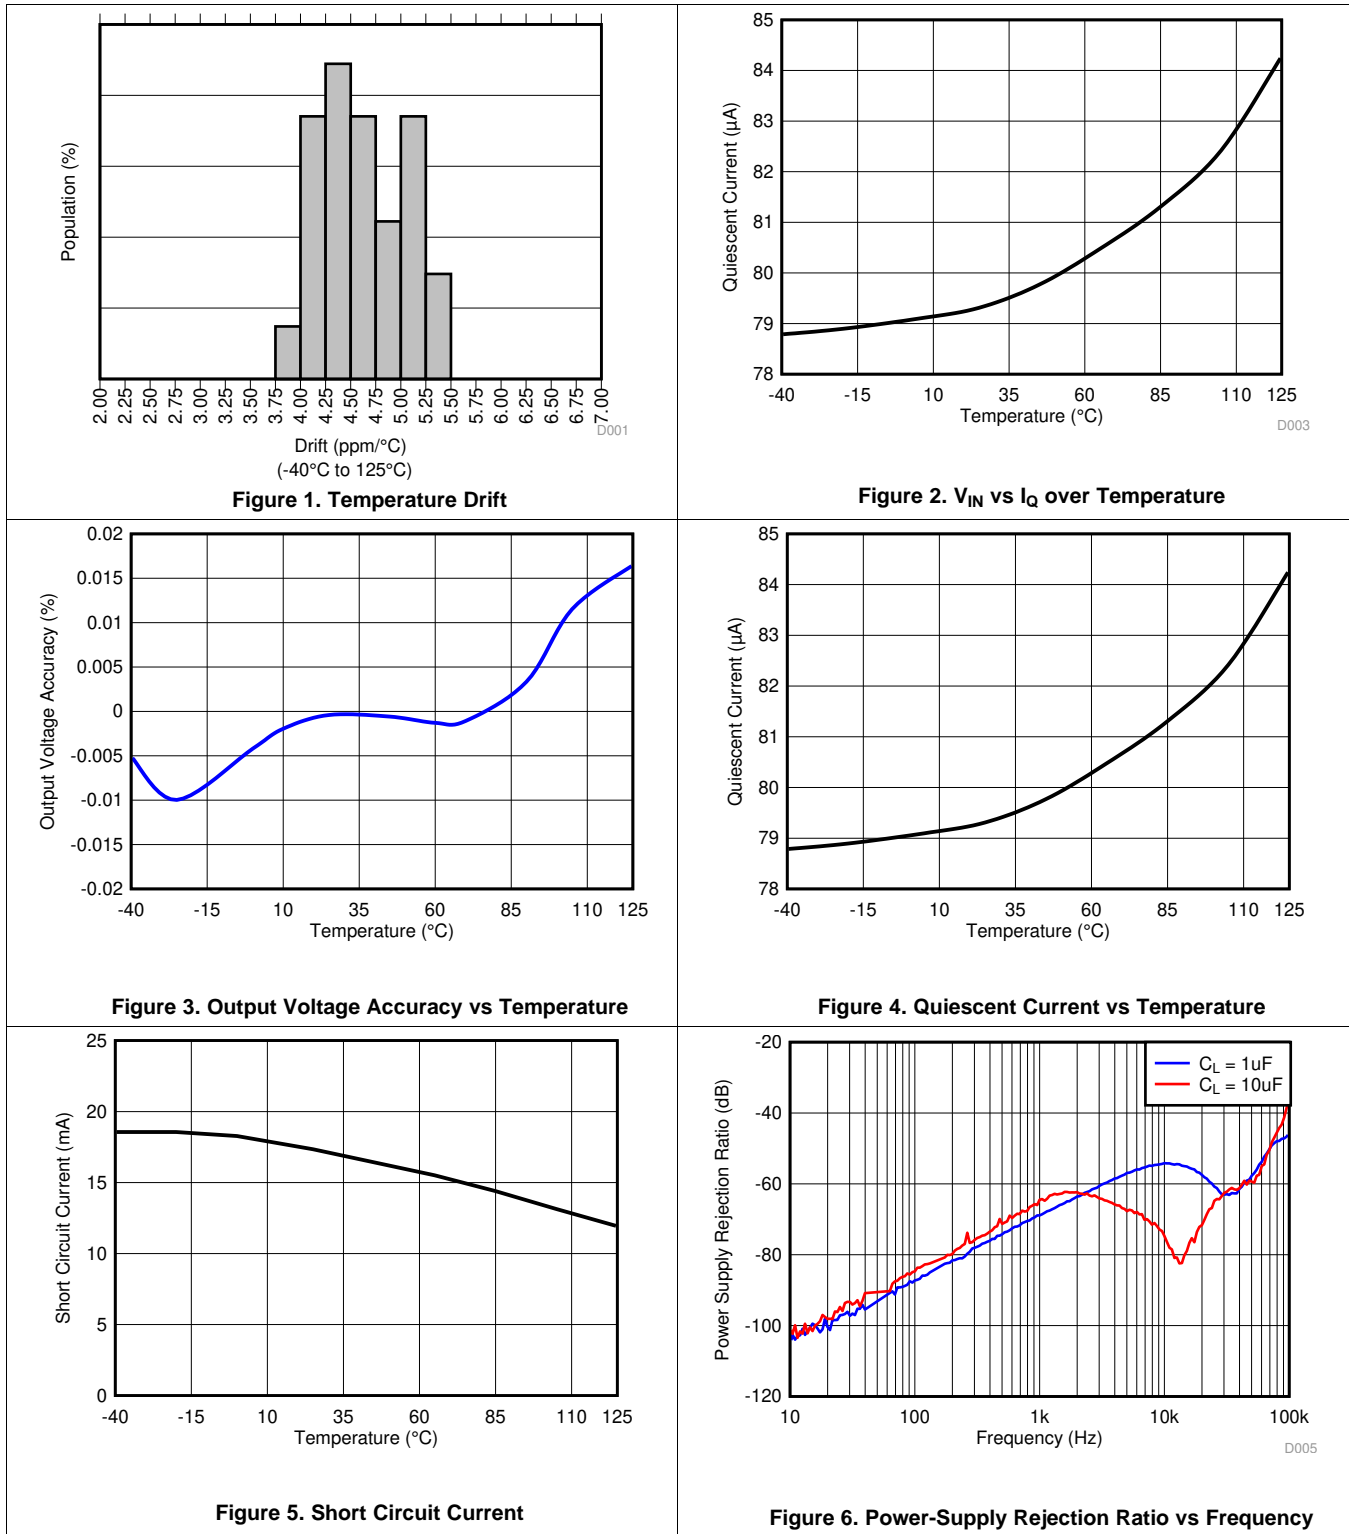 Population (%)
2.00
2.25
2.50
2.75
3.00
3.25
3.50
3.75
4.00
4.25
4.50
4.75
5.00
5.25
5.50
5.75
6.00
6.25
6.50
6.75
7.00
D001
Drift (ppm/°C)
(-40°C to 125°C)
Figure 1. Temperature Drift
85
84
83
82
81
80
79
78
Quiescent Current (µA)
-40 -15 10 35 60 85 110 125
Temperature (°C)
D003
Figure 2. VIN vs IQ over Temperature
0.02
0.015
0.01
0.005
0
-0.005
-0.01
-0.015
-0.02
Output Voltage Accuracy (%)
-40 -15 10 35 60 85 110 125
Temperature (°C)
Figure 3. Output Voltage Accuracy vs Temperature
85
84
83
82
81
80
79
78
Quiescent Current (µA)
-40 -15 10 35 60 85 110 125
Temperature (°C)
Figure 4. Quiescent Current vs Temperature
25
20
15
10
5
0
Short Circuit Current (mA)
-40 -15 10 35 60 85 110 125
Temperature (°C)
Figure 5. Short Circuit Current
-20
-40
-60
-80
-100
-120
Power Supply Rejection Ratio (dB)
CL = 1uF
CL = 10uF
10 100 1k 10k 100k
Frequency (Hz)
D005
Figure 6. Power-Supply Rejection Ratio vs Frequency